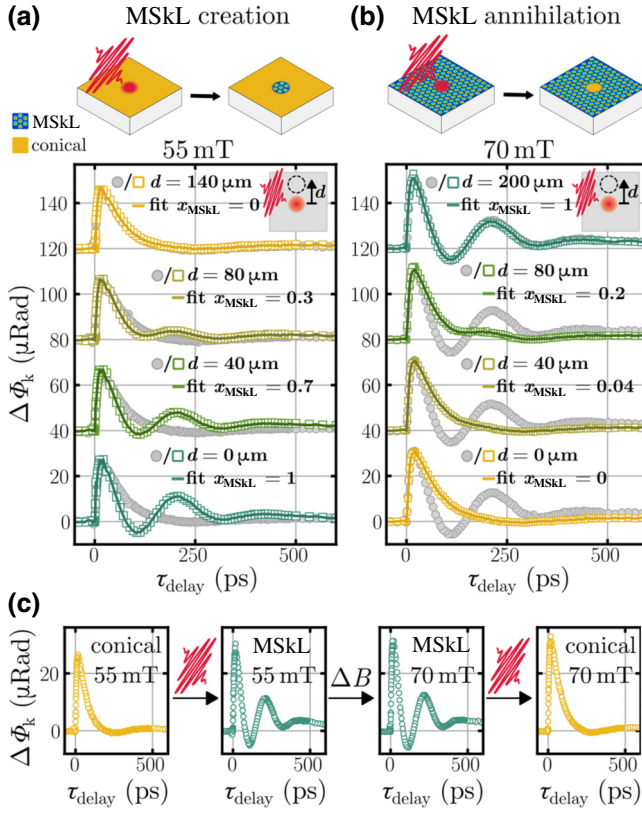 (a) MSkL creation
(b) MSkL annihilation
MSkL
conical
55 mT
150
120
100
80
60
40
20
0
ΔΦk (μRad)
/ d = 140 μm
fit xMSkL = 0
d
/ d = 80 μm
fit xMSkL = 0.3
/ d = 40 μm
fit xMSkL = 0.7
/ d = 0 μm
fit xMSkL = 1
0 250 500
τdelay (ps)
70 mT
/ d = 200 μm
fit xMSkL = 1
d
/ d = 80 μm
fit xMSkL = 0.2
/ d = 40 μm
fit xMSkL = 0.04
/ d = 0 μm
fit xMSkL = 0
0 250 500
τdelay (ps)
(c)
ΔΦk (μRad)
20
0
conical
55 mT
0 500
τdelay (ps)
MSkL
55 mT
0 500
τdelay (ps)
ΔB
MSkL
70 mT
0 500
τdelay (ps)
conical
70 mT
0 500
τdelay (ps)